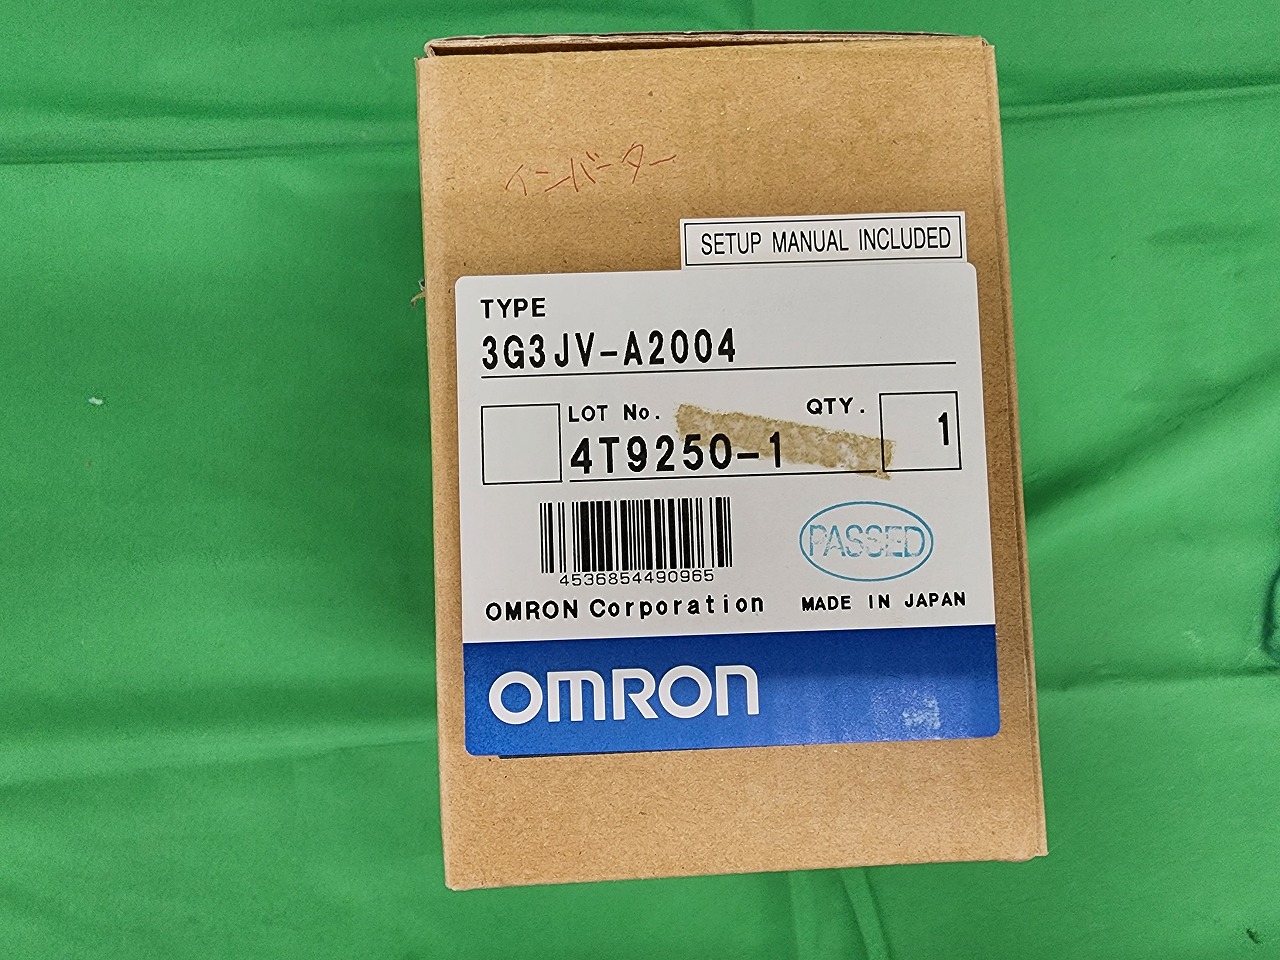 インバーター
SETUP MANUAL INCLUDED
TYPE
3G3JV-A2004
LOT No.
QTY.
4T9250-1
1
4536854490965
PASSED
OMRON Corporation
MADE IN JAPAN
OMRON